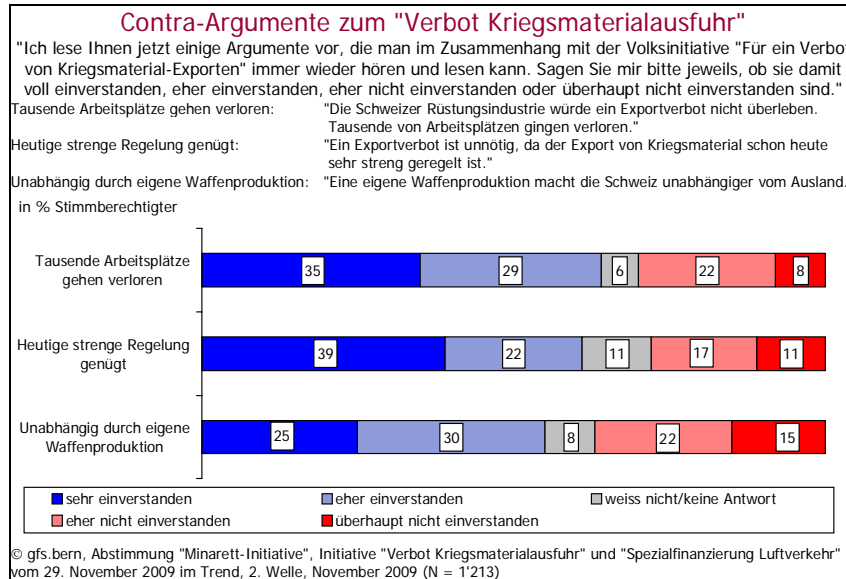 Contra-Argumente zum "Verbot Kriegsmaterialausfuhr"
"Ich lese Ihnen jetzt einige Argumente vor, die man im Zusammenhang mit der Volksinitiative "Für ein Verbot
von Kriegsmaterial-Exporten" immer wieder hören und lesen kann. Sagen Sie mir bitte jeweils, ob sie damit
voll einverstanden, eher einverstanden, eher nicht einverstanden oder überhaupt nicht einverstanden sind."
Tausende Arbeitsplätze gehen verloren: "Die Schweizer Rüstungsindustrie würde ein Exportverbot nicht überleben.
Tausende von Arbeitsplätzen gingen verloren."
Heutige strenge Regelung genügt: "Ein Exportverbot ist unnötig, da der Export von Kriegsmaterial schon heute
sehr streng geregelt ist."
Unabhängig durch eigene Waffenproduktion: "Eine eigene Waffenproduktion macht die Schweiz unabhängiger vom Ausland.
in % Stimmberechtigter
Tausende Arbeitsplätze
gehen verloren
35 29 6 22 8
Heutige strenge Regelung
genügt
39 22 11 17 11
Unabhängig durch eigene
Waffenproduktion
25 30 8 22 15
sehr einverstanden eher einverstanden weiss nicht/keine Antwort
eher nicht einverstanden überhaupt nicht einverstanden
© gfs.bern, Abstimmung "Minarett-Initiative", Initiative "Verbot Kriegsmaterialausfuhr" und "Spezialfinanzierung Luftverkehr"
vom 29. November 2009 im Trend, 2. Welle, November 2009 (N = 1'213)